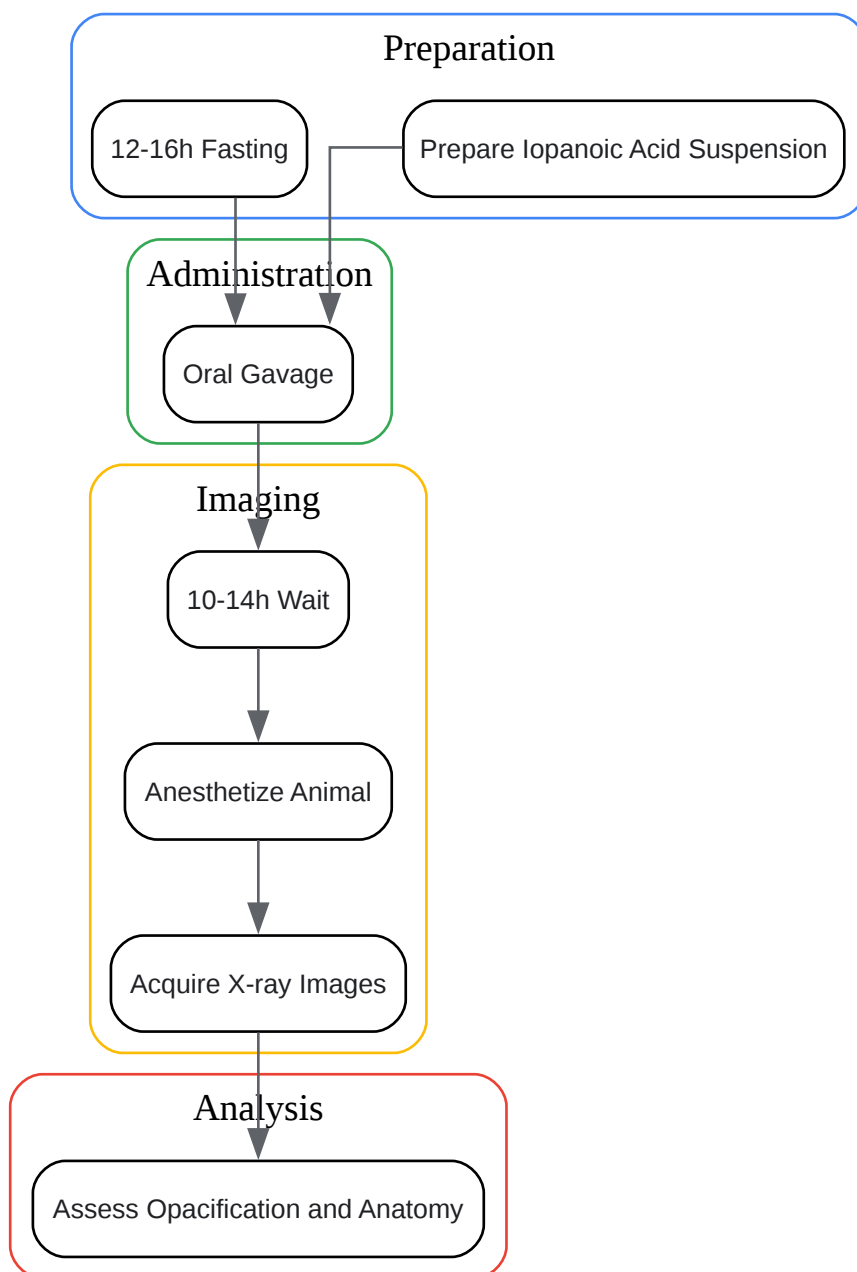 Preparation
12-16h Fasting
Prepare Iopanoic Acid Suspension
Administration
Oral Gavage
Imaging
10-14h Wait
Anesthetize Animal
Acquire X-ray Images
Analysis
Assess Opacification and Anatomy